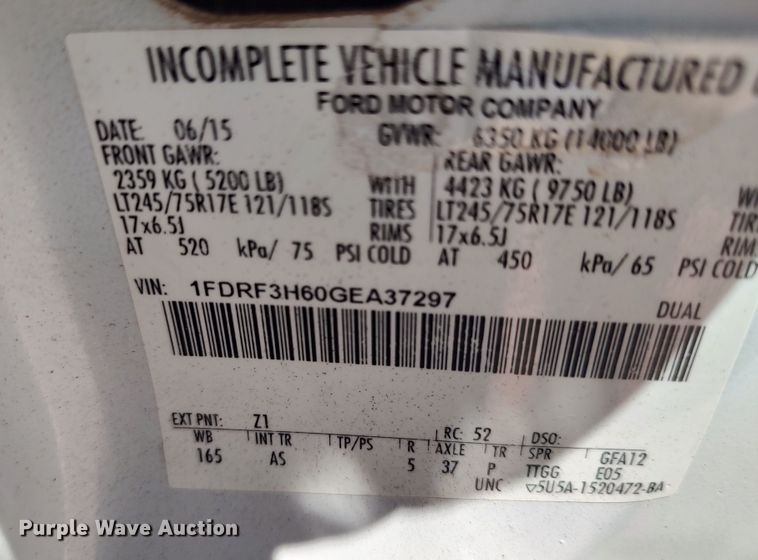 INCOMPLETE VEHICLE MANUFACTURED
FORD MOTOR COMPANY
DATE: 06/15 GVWR: 6350 KG (14000 LB)
FRONT GAWR: REAR GAWR:
2359 KG ( 5200 LB) WITH 4423 KG ( 9750 LB) WI
LT245/75R17E 121/118S TIRES LT245/75R17E 121/118S TIR
17x6.5J RIMS 17x6.5J RIMS
AT 520 kPa/ 75 PSI COLD AT 450 kPa/ 65 PSI COLD
VIN: 1FDRF3H60GEA37297
DUAL
EXT PNT: Z1 RC: 52 DSO:
WB INT TR TP/PS R AXLE TR SPR GFA12
165 AS 5 37 P TTGG E05
UNC ▽5U5A-1520472-BA
Purple Wave Auction